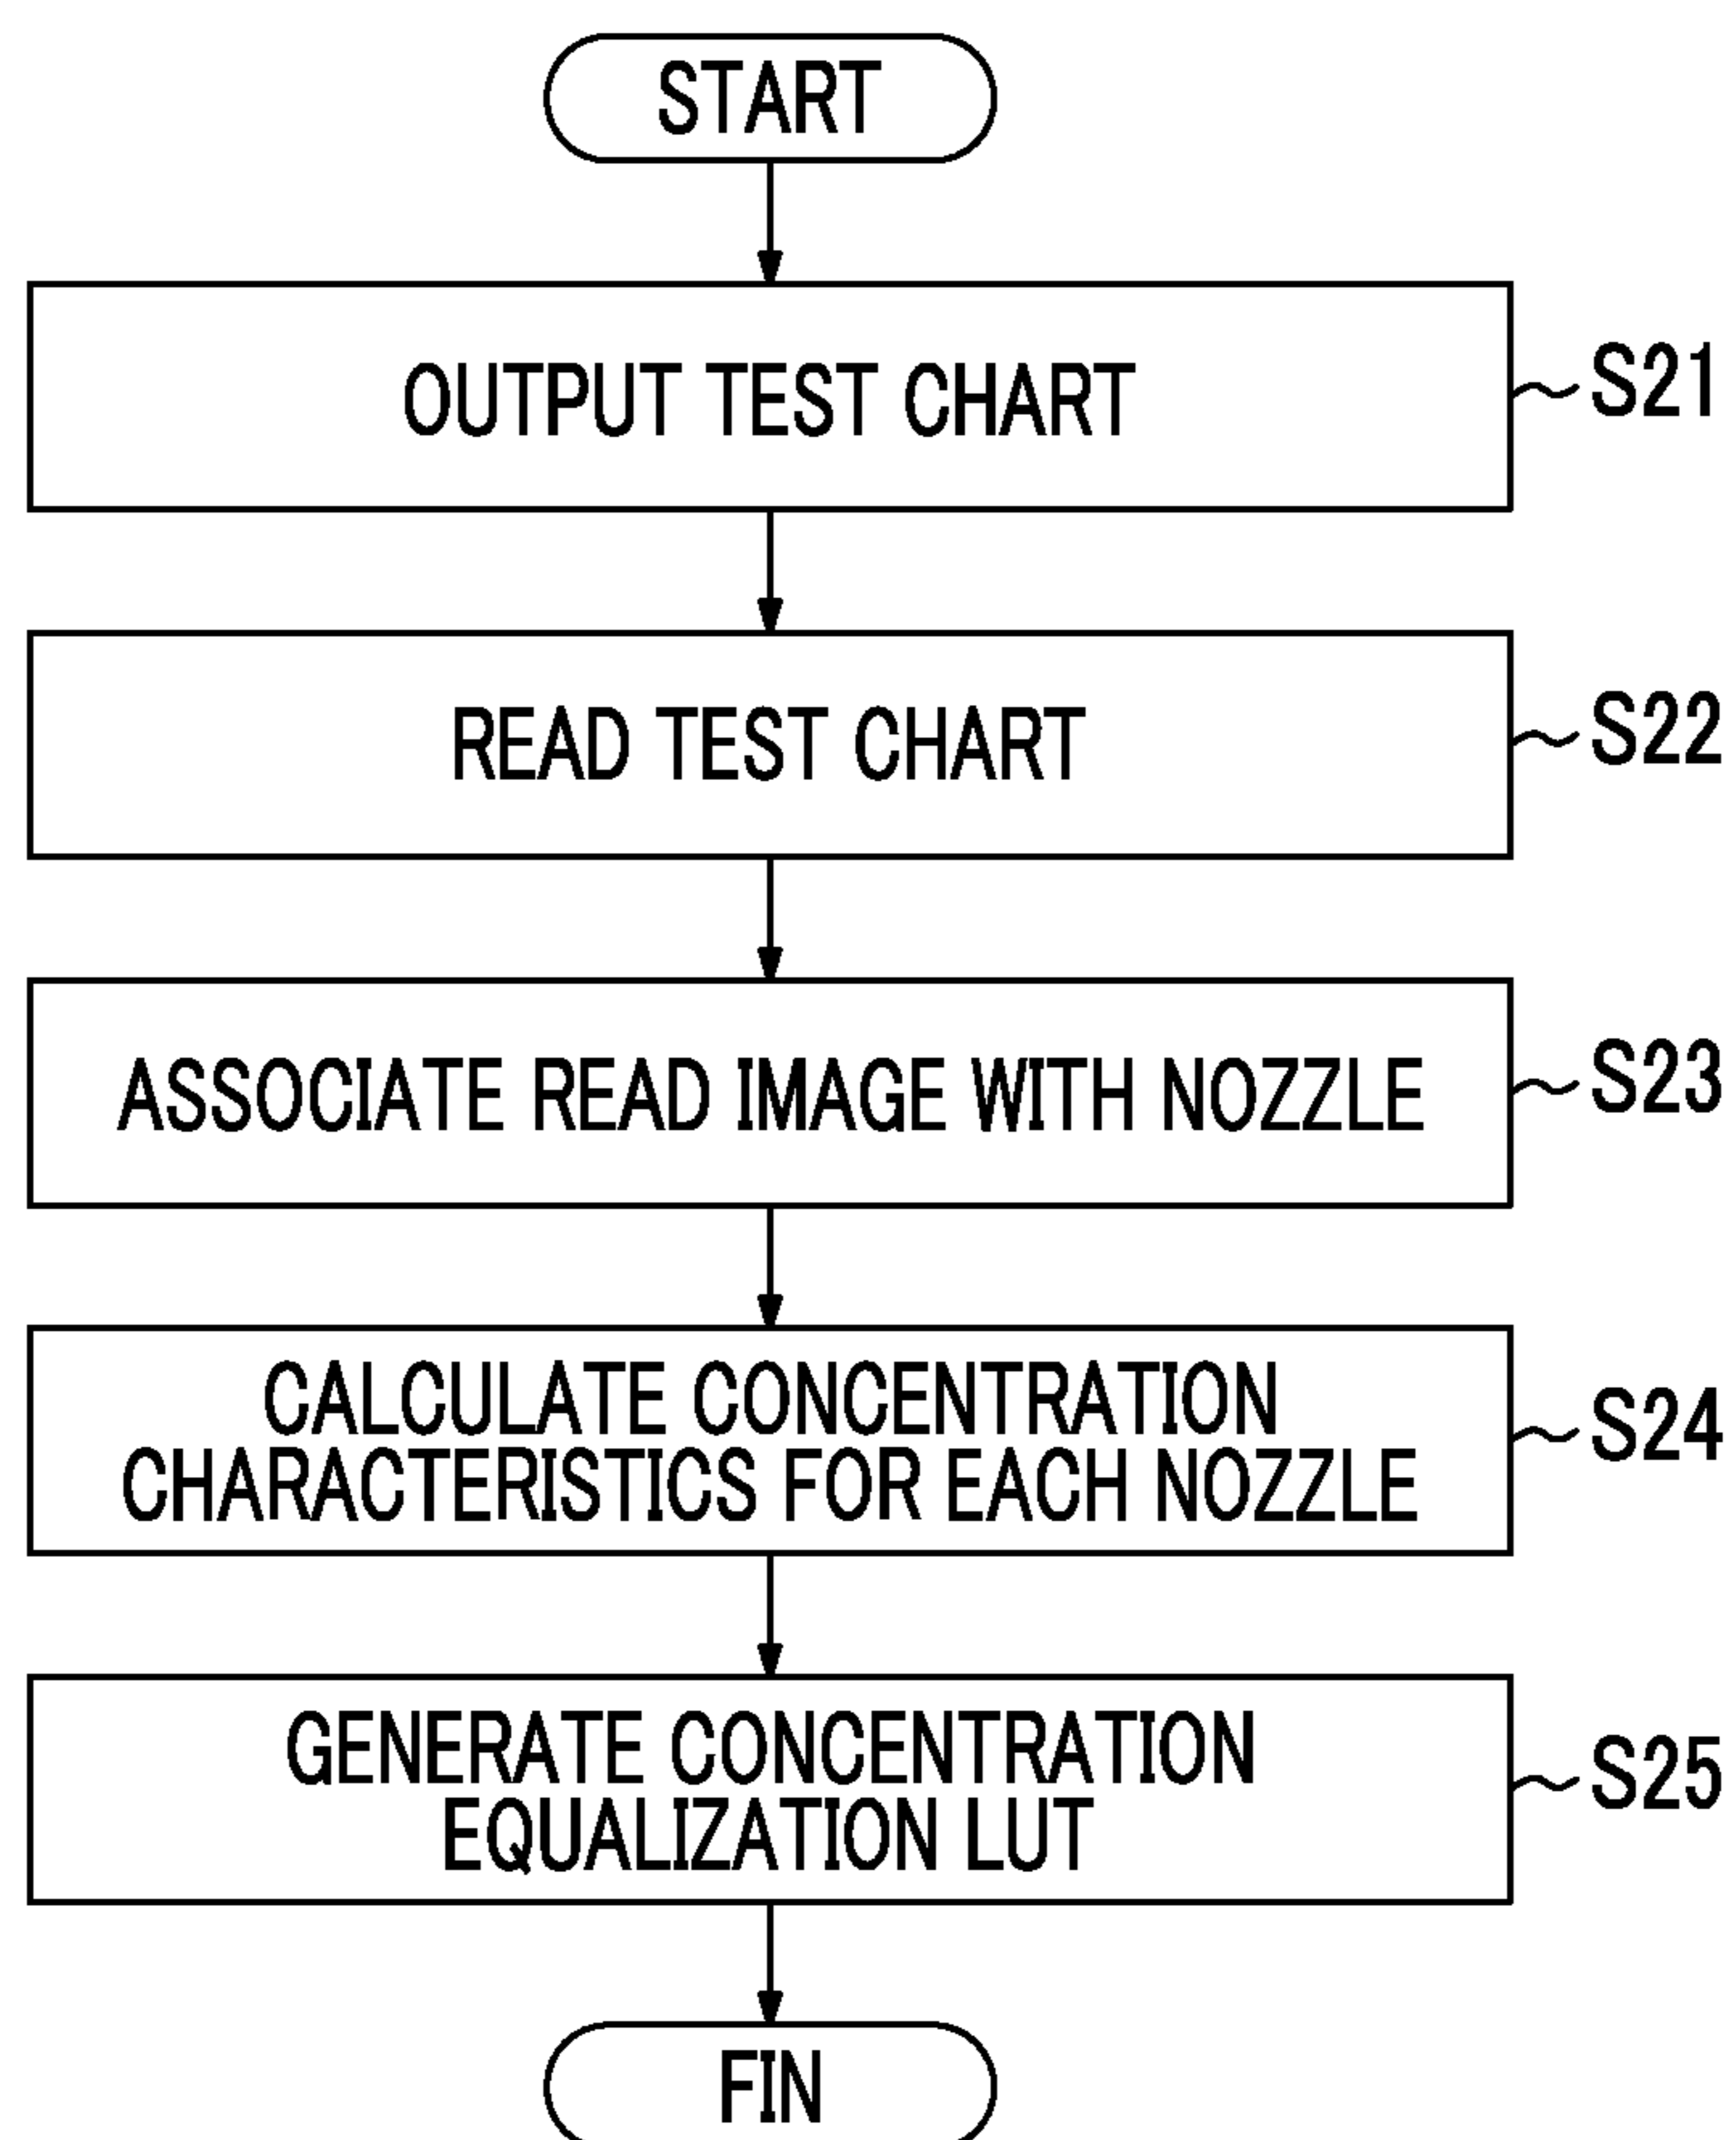 START
OUTPUT TEST CHART
S21
READ TEST CHART
S22
ASSOCIATE READ IMAGE WITH NOZZLE
S23
CALCULATE CONCENTRATION
CHARACTERISTICS FOR EACH NOZZLE
S24
GENERATE CONCENTRATION
EQUALIZATION LUT
S25
FIN